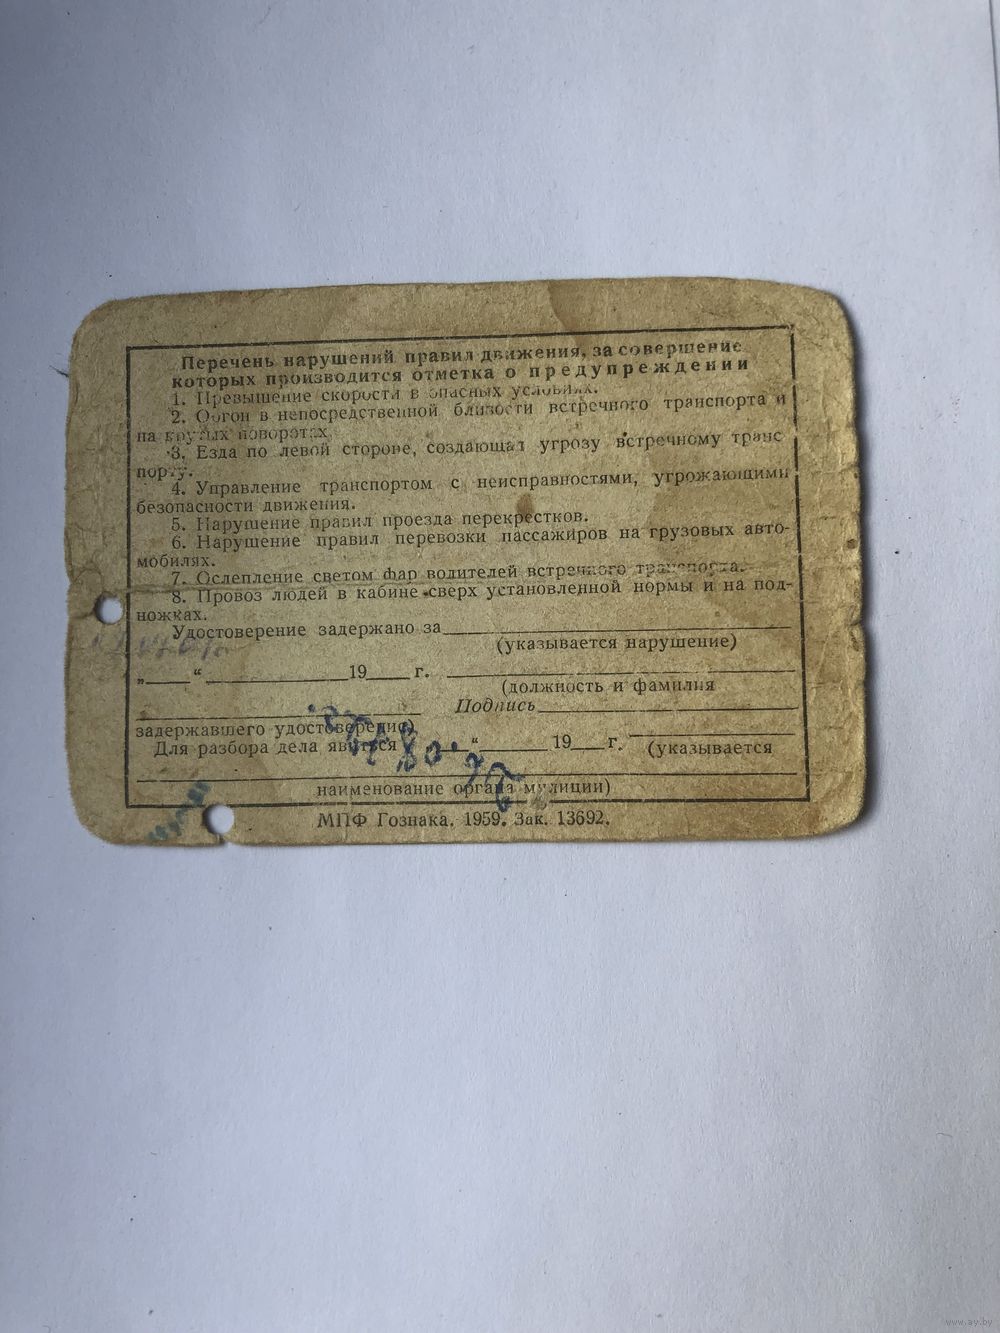 Перечень нарушений правил движения, за совершение
которых производится отметка о предупреждении
1. Превышение скорости в опасных условиях.
2. Обгон в непосредственной близости встречного транспорта и
на крутых поворотах.
3. Езда по левой стороне, создающая угрозу встречному транс
порту.
4. Управление транспортом с неисправностями, угрожающими
безопасности движения.
5. Нарушение правил проезда перекрестков.
6. Нарушение правил перевозки пассажиров на грузовых авто-
мобилях.
7. Ослепление светом фар водителей встречного транспорта.
8. Провоз людей в кабине сверх установленной нормы и на под-
ножках.
Удостоверение задержано за
(указывается нарушение)
„ “ 19 г.
(должность и фамилия
Подпись
задержавшего удостоверение)
Для разбора дела явиться “ 19 г. (указывается
наименование органа милиции)
МПФ Гознака. 1959. Зак. 13692.
www.ay.by